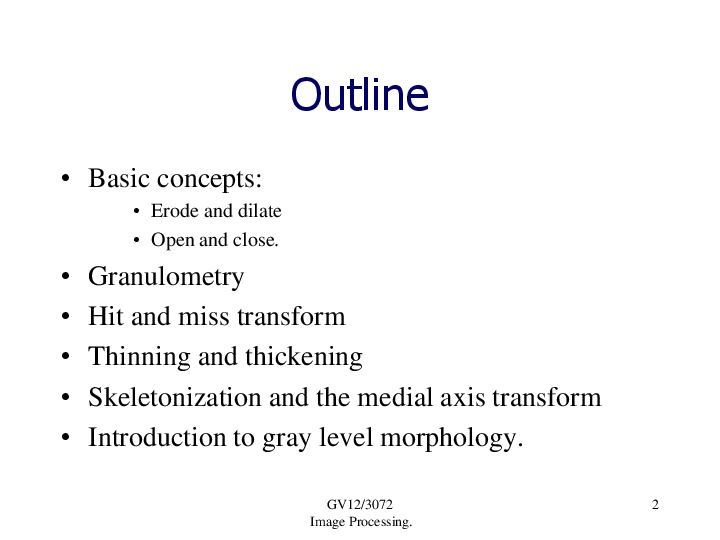 Outline
• Basic concepts:
• Erode and dilate
• Open and close.
• Granulometry
• Hit and miss transform
• Thinning and thickening
• Skeletonization and the medial axis transform
• Introduction to gray level morphology.
GV12/3072
Image Processing.
2